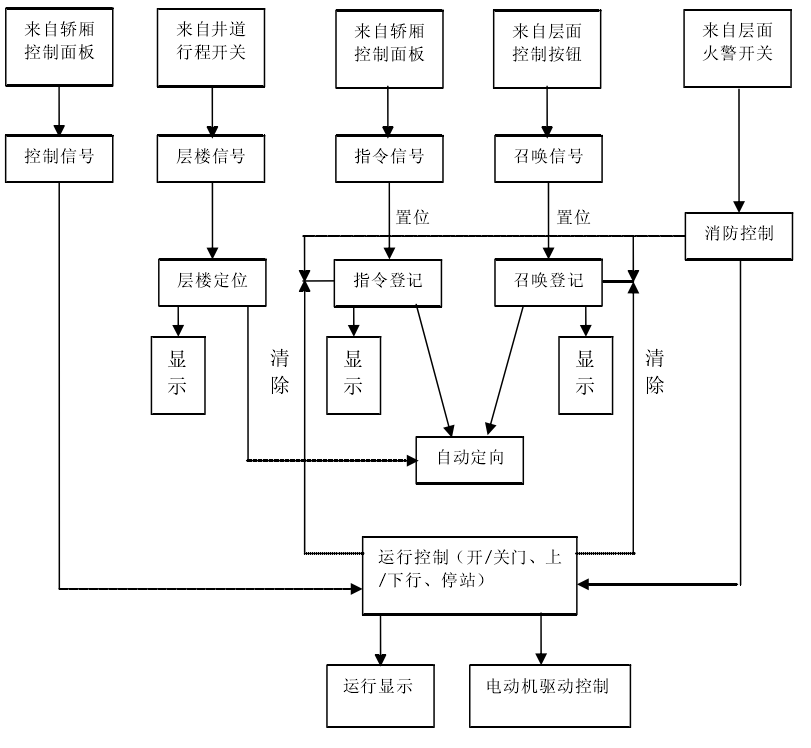 来自轿厢
控制面板
来自井道
行程开关
来自轿厢
控制面板
来自层面
控制按钮
来自层面
火警开关
控制信号
层楼信号
指令信号
召唤信号
置位
置位
消防控制
层楼定位
指令登记
召唤登记
显
示
清
除
显
示
显
示
清
除
自动定向
运行控制（开/关门、上
/下行、停站）
运行显示
电动机驱动控制